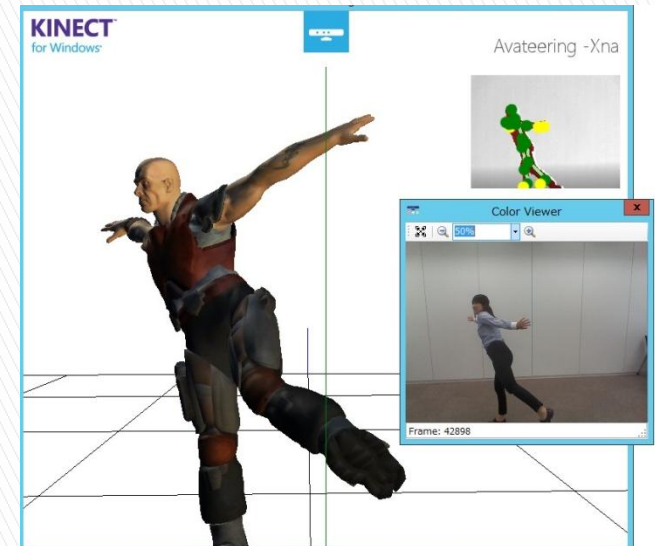 KINECT
for Windows
Avateering -Xna
Color Viewer
x
50%
Frame: 42898